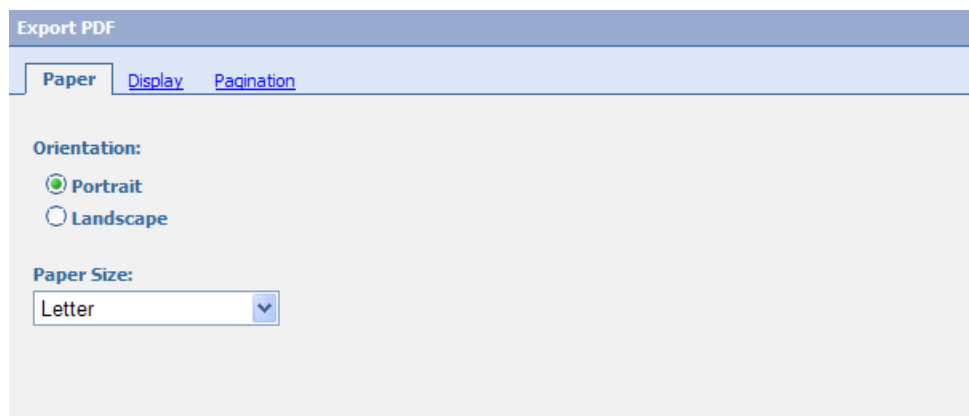 Export PDF
Paper Display Pagination
Orientation:
Portrait
Landscape
Paper Size:
Letter